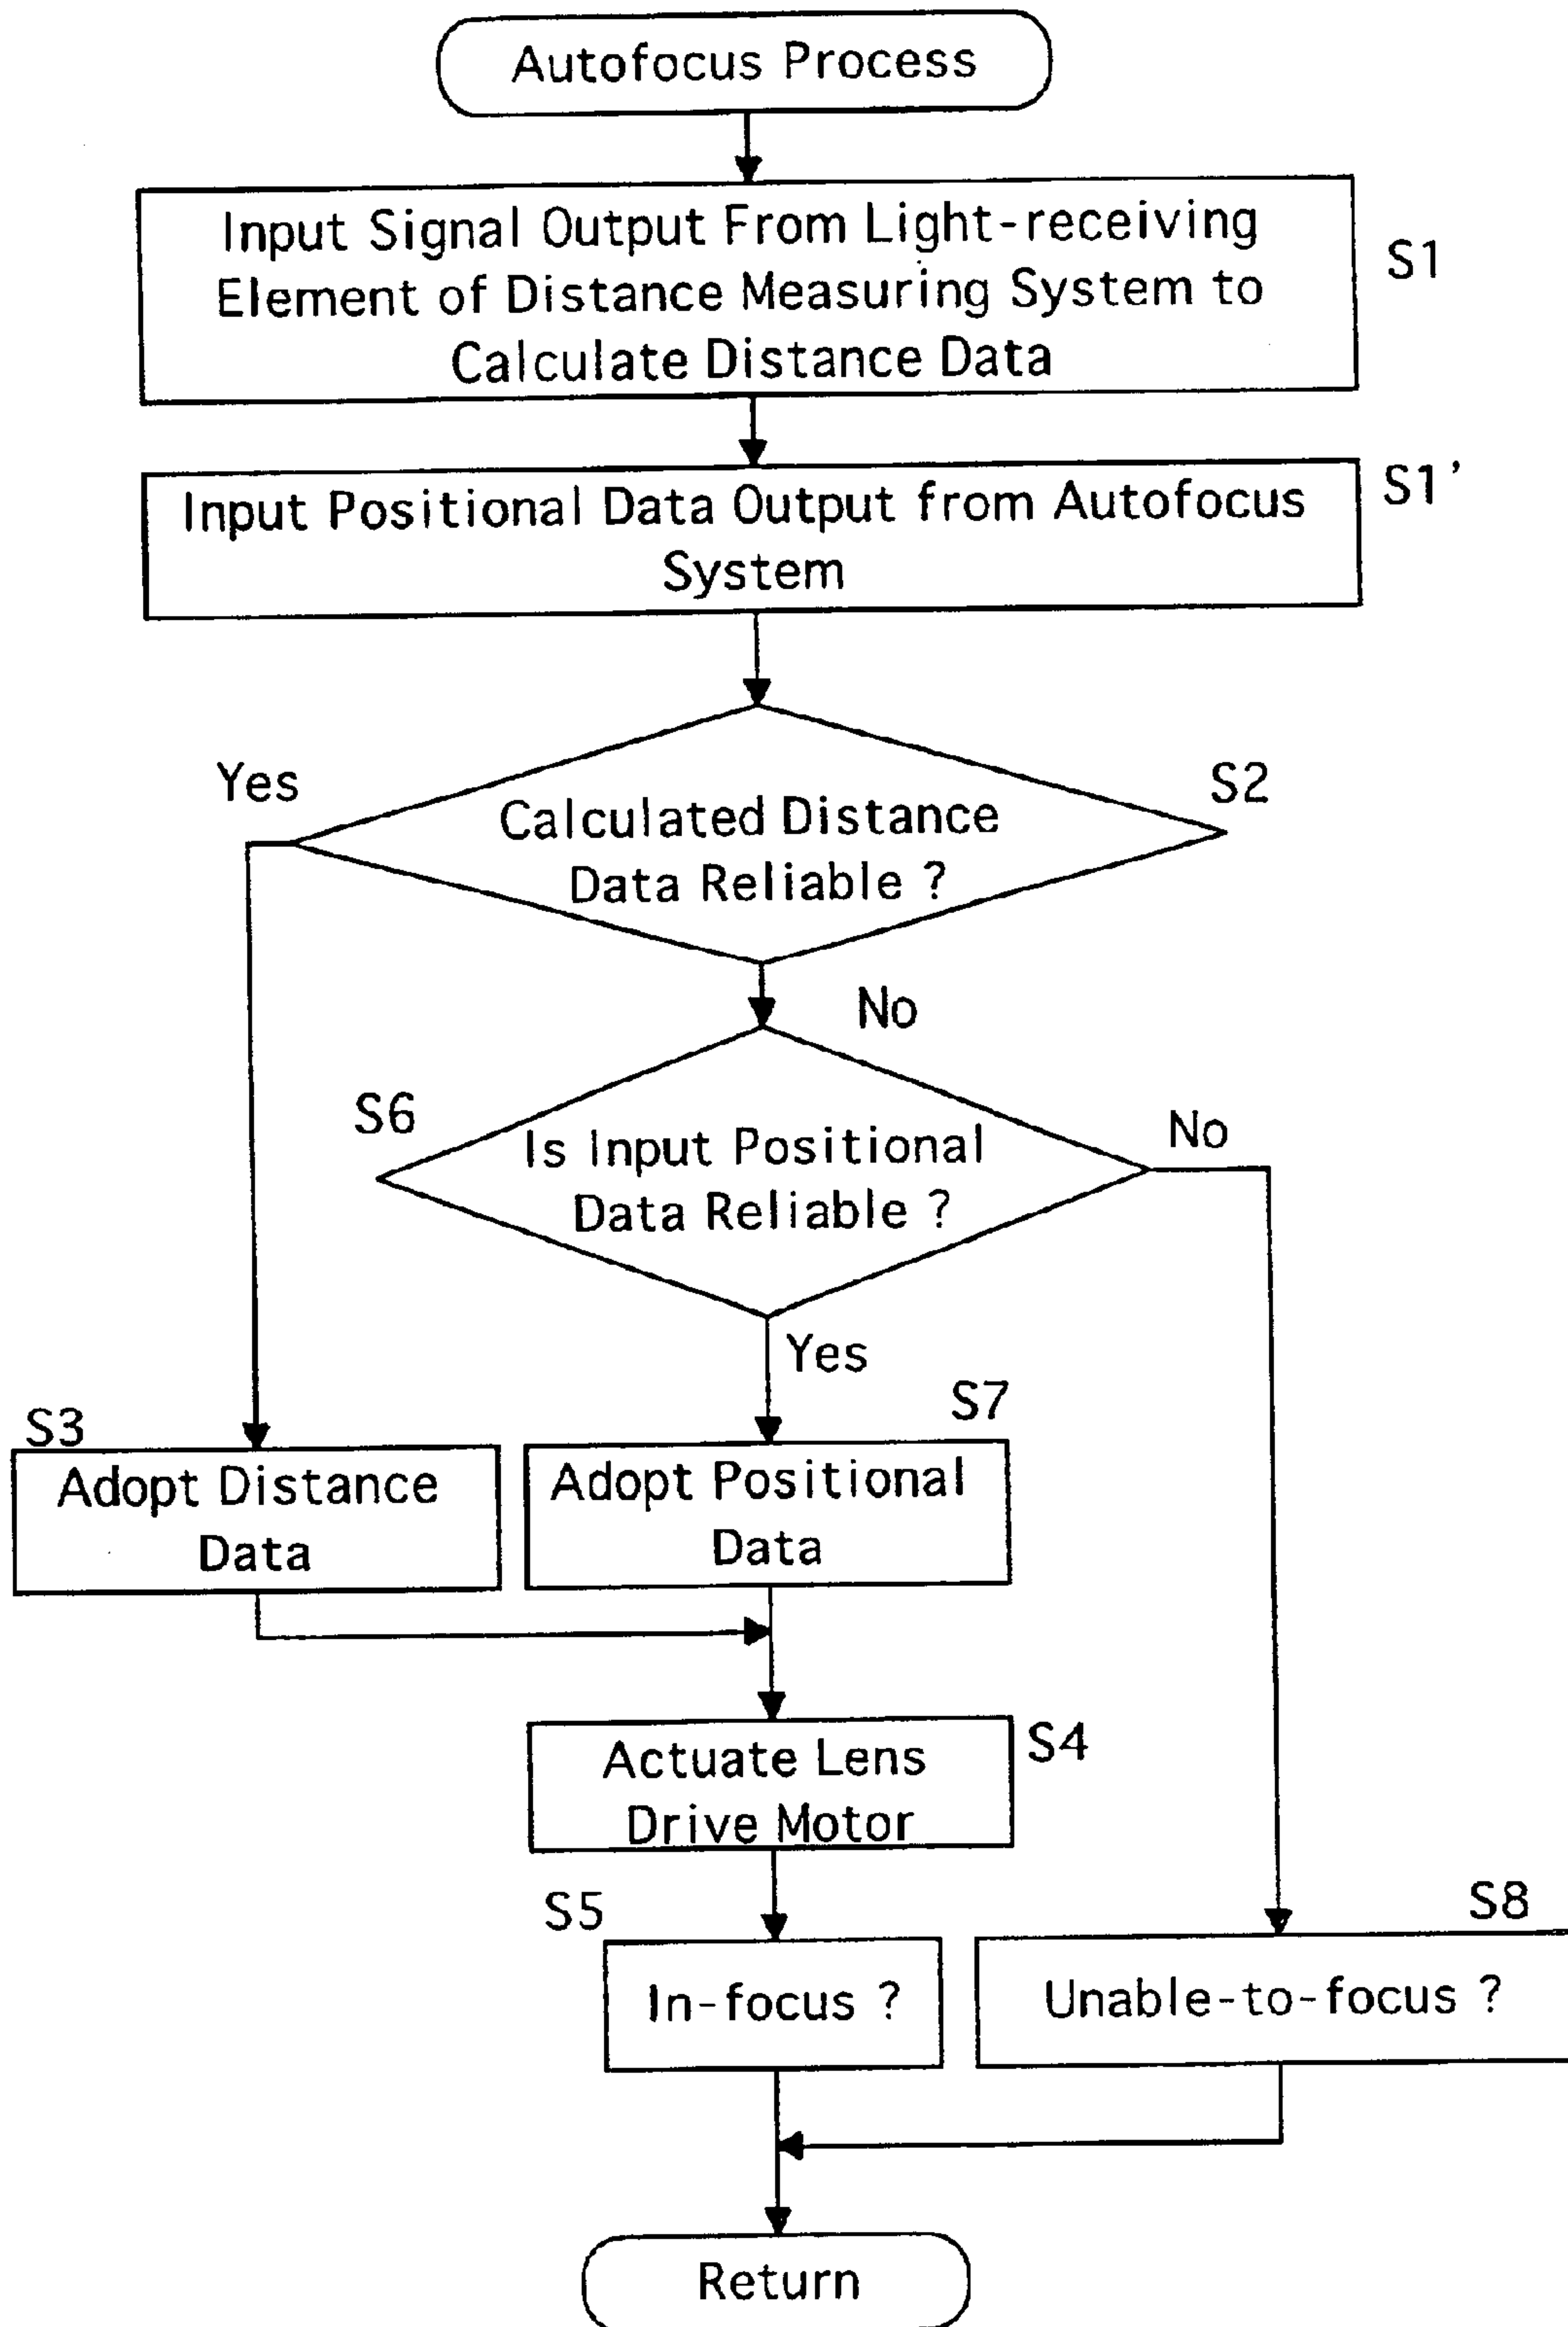 Autofocus Process
Input Signal Output From Light-receiving
Element of Distance Measuring System to
Calculate Distance Data
S1
Input Positional Data Output from Autofocus
System
S1'
Yes
S2
Calculated Distance
Data Reliable ?
No
S6
Is Input Positional
Data Reliable ?
No
Yes
S3
Adopt Distance
Data
S7
Adopt Positional
Data
Actuate Lens
Drive Motor
S4
S5
In-focus ?
S8
Unable-to-focus ?
Return